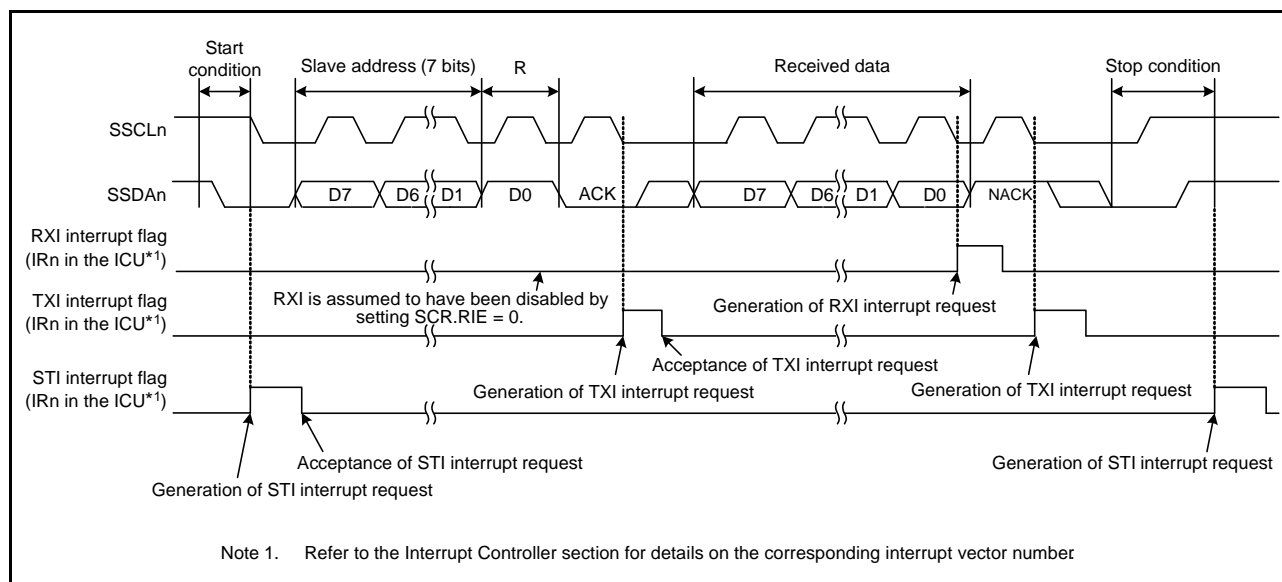 Start
condition
Slave address (7 bits)
R
Received data
Stop condition
SSCLn
SSDAn
D7
D6
D1
D0
ACK
D7
D6
D1
D0
NACK
RXI interrupt flag
(IRn in the ICU*1)
RXI is assumed to have been disabled by
setting SCR.RIE = 0.
Generation of RXI interrupt request
TXI interrupt flag
(IRn in the ICU*1)
Acceptance of TXI interrupt request
Generation of TXI interrupt request
Generation of TXI interrupt request
STI interrupt flag
(IRn in the ICU*1)
Acceptance of STI interrupt request
Generation of STI interrupt request
Generation of STI interrupt request
Note 1. Refer to the Interrupt Controller section for details on the corresponding interrupt vector number.